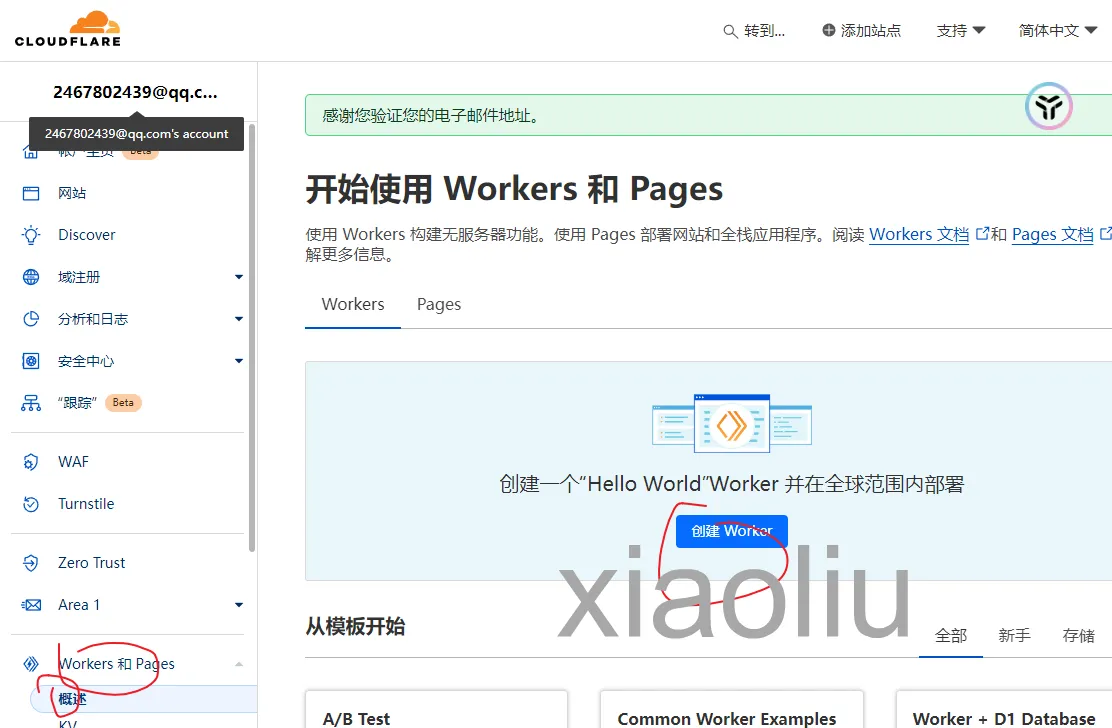 CLOUDFLARE
转到...
添加站点
支持
简体中文
2467802439@qq.c...
2467802439@qq.com's account
Beta
网站
Discover
域注册
分析和日志
安全中心
“跟踪” Beta
WAF
Turnstile
Zero Trust
Area 1
Workers 和 Pages
概述
KV
感谢您验证您的电子邮件地址。
开始使用 Workers 和 Pages
使用 Workers 构建无服务器功能。使用 Pages 部署网站和全栈应用程序。阅读 Workers 文档 和 Pages 文档
解更多信息。
Workers Pages
创建一个“Hello World”Worker 并在全球范围内部署
创建 Worker
xiaoliu
从模板开始
全部 新手 存储
A/B Test
Common Worker Examples
Worker + D1 Database